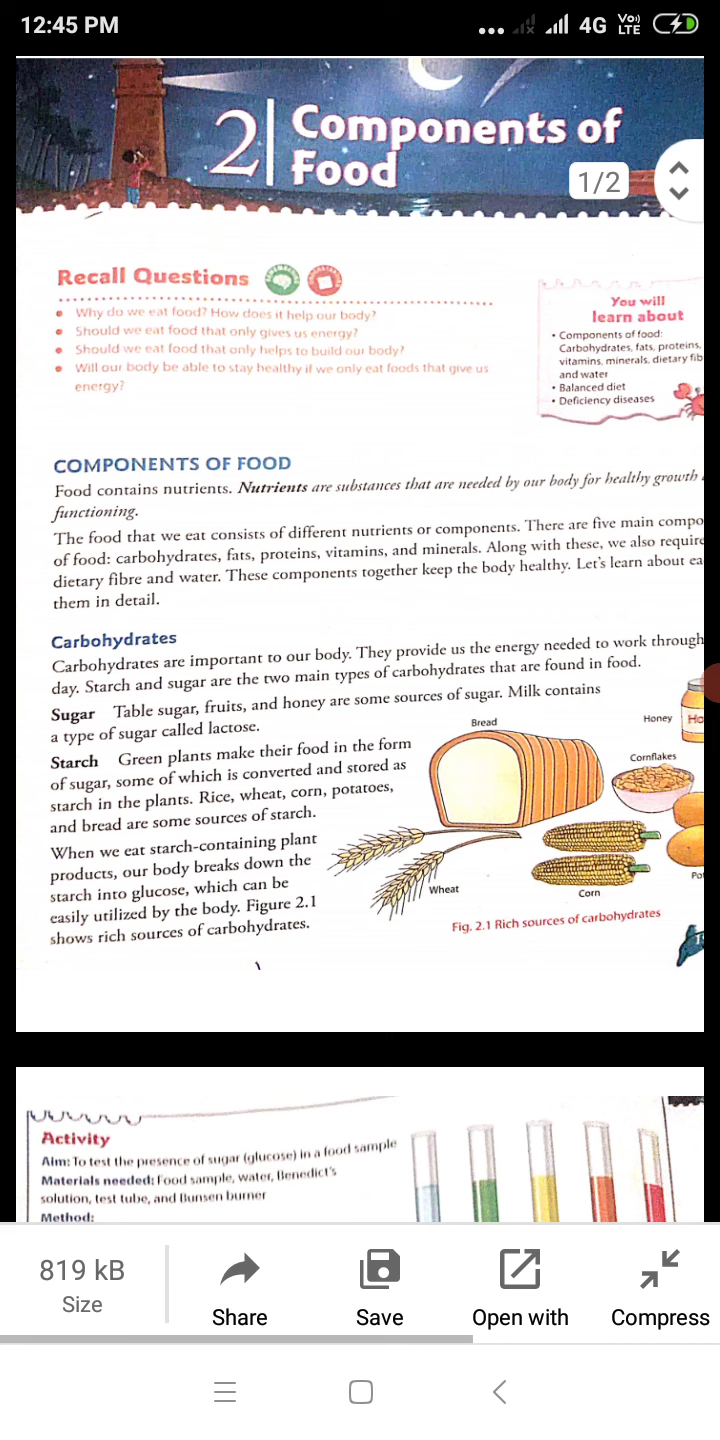 12:45 PM
4G Vo)) LTE
2 Components of
Food
1/2
Recall Questions
• Why do we eat food? How does it help our body?
• Should we eat food that only gives us energy?
• Should we eat food that only helps to build our body?
• Will our body be able to stay healthy if we only eat foods that give us
energy?
You will
learn about
• Components of food:
Carbohydrates, fats, proteins,
vitamins, minerals, dietary fib
and water
• Balanced diet
• Deficiency diseases
COMPONENTS OF FOOD
Food contains nutrients. Nutrients are substances that are needed by our body for healthy growth
functioning.
The food that we eat consists of different nutrients or components. There are five main compo
of food: carbohydrates, fats, proteins, vitamins, and minerals. Along with these, we also require
dietary fibre and water. These components together keep the body healthy. Let's learn about ea
them in detail.
Carbohydrates
Carbohydrates are important to our body. They provide us the energy needed to work through
day. Starch and sugar are the two main types of carbohydrates that are found in food.
Sugar Table sugar, fruits, and honey are some sources of sugar. Milk contains
a type of sugar called lactose.
Starch Green plants make their food in the form
of sugar, some of which is converted and stored as
starch in the plants. Rice, wheat, corn, potatoes,
and bread are some sources of starch.
When we eat starch-containing plant
products, our body breaks down the
starch into glucose, which can be
easily utilized by the body. Figure 2.1
shows rich sources of carbohydrates.
Bread
Honey
Ho
Cornflakes
Wheat
Corn
Po
Fig. 2.1 Rich sources of carbohydrates
Activity
Aim: To test the presence of sugar (glucose) in a food sample
Materials needed: Food sample, water, Benedict's
solution, test tube, and Bunsen burner
Method:
819 kB
Size
Share
Save
Open with
Compress